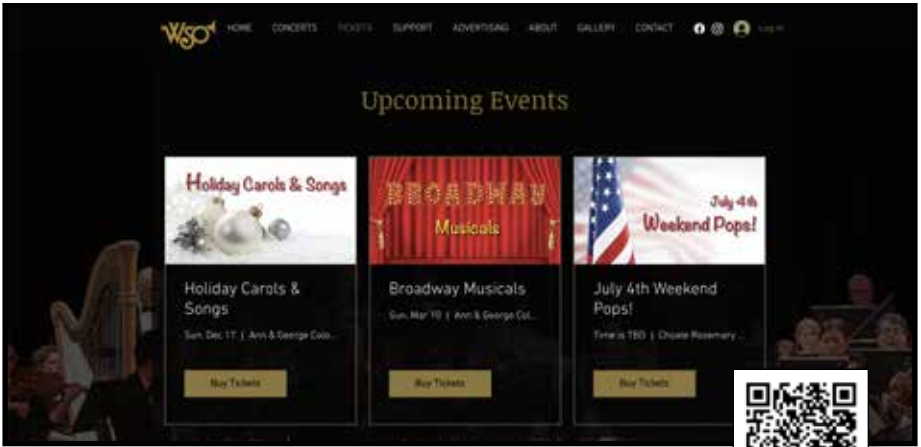 WSO
HOME CONCERTS TICKETS SUPPORT ADVERTISING ABOUT GALLERY CONTACT Log In
Upcoming Events
Holiday Carols & Songs
BROADWAY
Musicals
July 4th
Weekend Pops!
Holiday Carols &
Songs
Sun, Dec 17 | Ann & George Colo...
Buy Tickets
Broadway Musicals
Sun, Mar 10 | Ann & George Col...
Buy Tickets
July 4th Weekend
Pops!
Time is TBD | Choate Rosemary ...
Buy Tickets